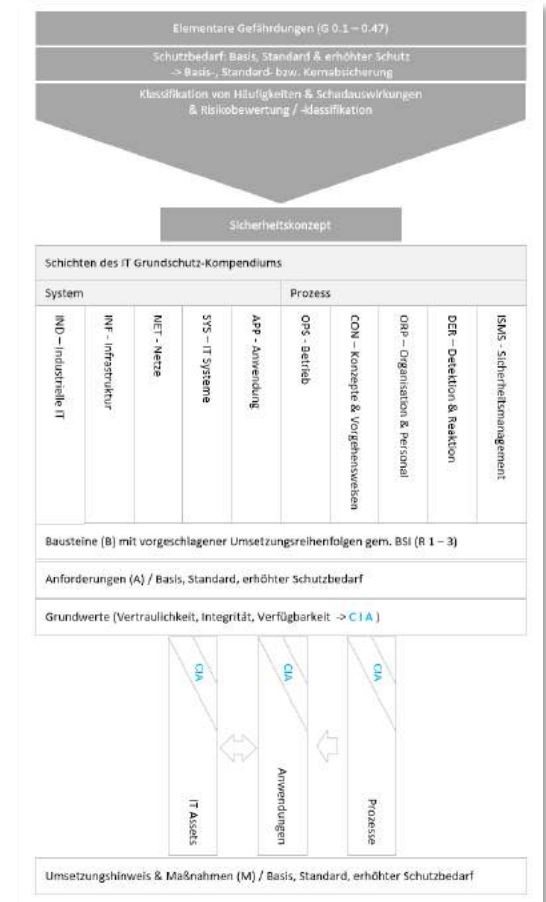 Elementare Gefährdungen (G 0.1 – 0.47)
Schutzbedarf: Basis, Standard & erhöhter Schutz
-> Basis-, Standard- bzw. Kernabsicherung
Klassifikation von Häufigkeiten & Schadauswirkungen
& Risikobewertung / -klassifikation
Sicherheitskonzept
Schichten des IT Grundschutz-Kompendiums
System
Prozess
IND – Industrielle IT
INF - Infrastruktur
NET - Netze
SYS – IT Systeme
APP - Anwendung
OPS - Betrieb
CON – Konzepte & Vorgehensweisen
ORP – Organisation & Personal
DER – Detektion & Reaktion
ISMS - Sicherheitsmanagement
Bausteine (B) mit vorgeschlagener Umsetzungsreihenfolgen gem. BSI (R 1 – 3)
Anforderungen (A) / Basis, Standard, erhöhter Schutzbedarf
Grundwerte (Vertraulichkeit, Integrität, Verfügbarkeit -> C I A )
CIA
CIA
CIA
IT Assets
Anwendungen
Prozesse
Umsetzungshinweis & Maßnahmen (M) / Basis, Standard, erhöhter Schutzbedarf